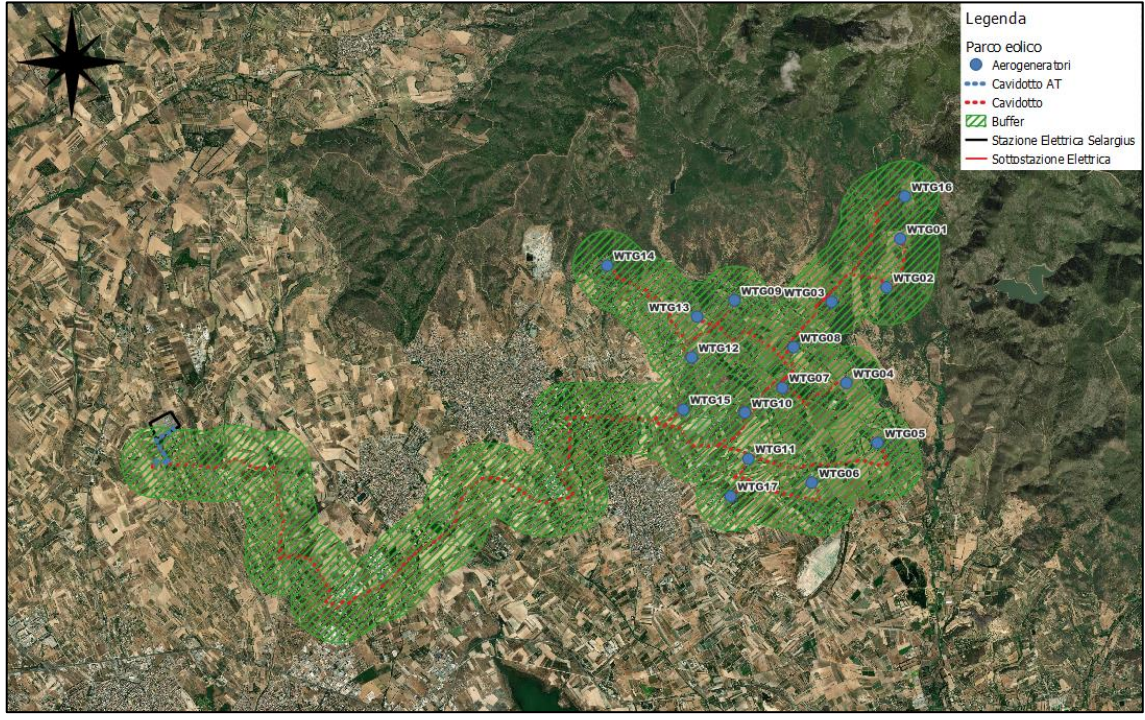 Legenda
Parco eolico
Aerogeneratori
Cavidotto AT
Cavidotto
Buffer
Stazione Elettrica Selargius
Sottostazione Elettrica
WTG16
WTG01
WTG14
WTG02
WTG09
WTG03
WTG13
WTG08
WTG12
WTG04
WTG07
WTG15
WTG10
WTG05
WTG11
WTG06
WTG17